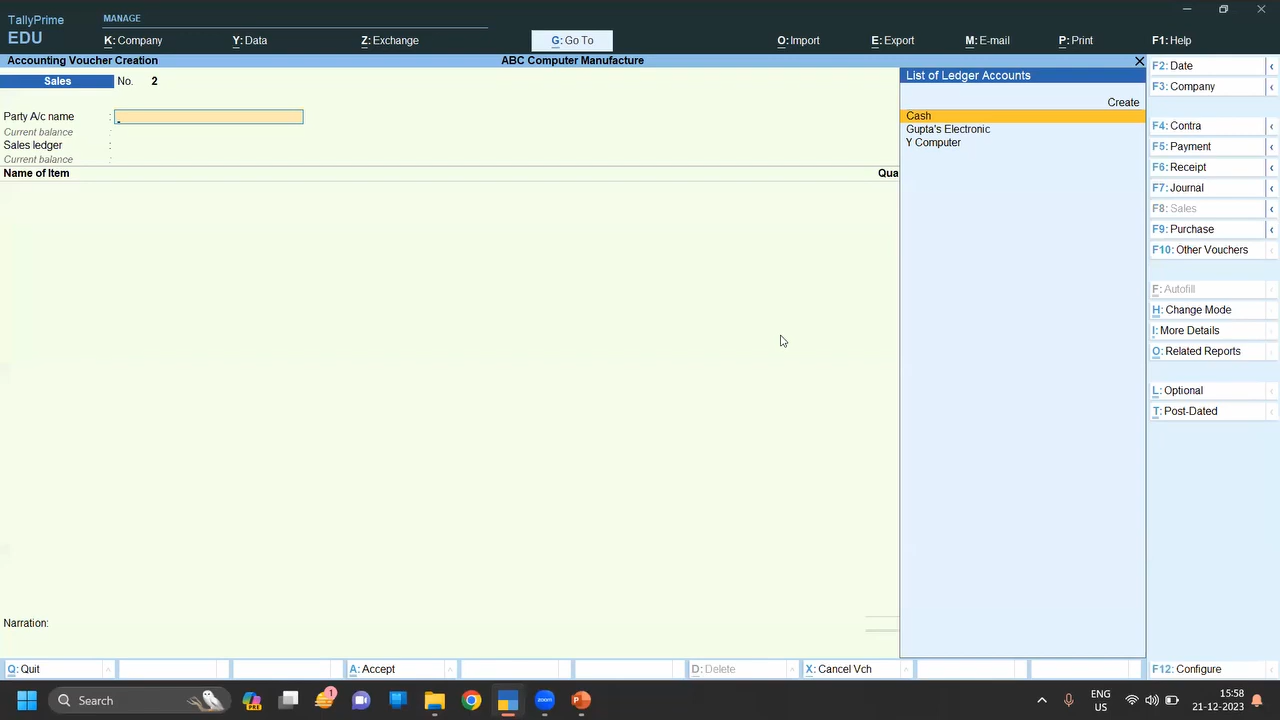 TallyPrime
EDU
MANAGE
K: Company
Y: Data
Z: Exchange
G: Go To
O: Import
E: Export
M: E-mail
P: Print
F1: Help
Accounting Voucher Creation
ABC Computer Manufacture
Sales No. 2
Party A/c name :
Current balance :
Sales ledger :
Current balance :
Name of Item
Qua
List of Ledger Accounts
Create
Cash
Gupta's Electronic
Y Computer
F2: Date
F3: Company
F4: Contra
F5: Payment
F6: Receipt
F7: Journal
F8: Sales
F9: Purchase
F10: Other Vouchers
F: Autofill
H: Change Mode
I: More Details
O: Related Reports
L: Optional
T: Post-Dated
Narration:
Q: Quit
A: Accept
D: Delete
X: Cancel Vch
F12: Configure
Search
PRE
1
zoom
ENG
US
15:58
21-12-2023